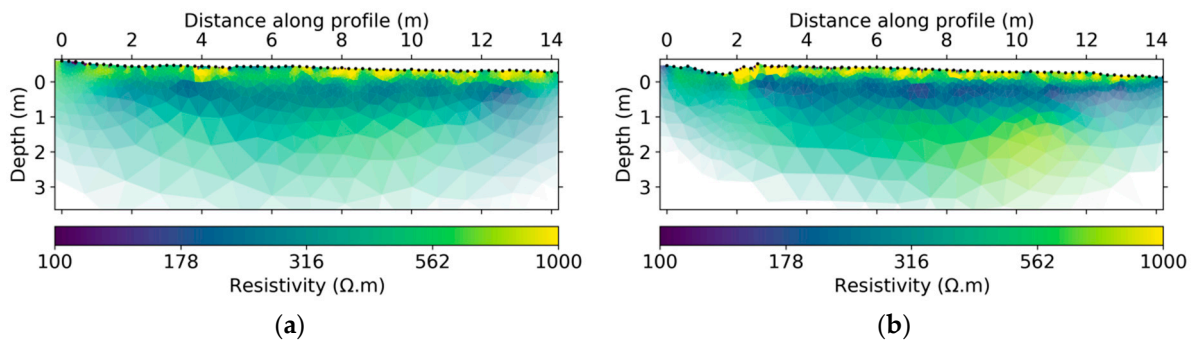 Distance along profile (m)
0 2 4 6 8 10 12 14
Depth (m)
0
1
2
3
100 178 316 562 1000
Resistivity (Ω.m)
(a)
Distance along profile (m)
0 2 4 6 8 10 12 14
Depth (m)
0
1
2
3
100 178 316 562 1000
Resistivity (Ω.m)
(b)